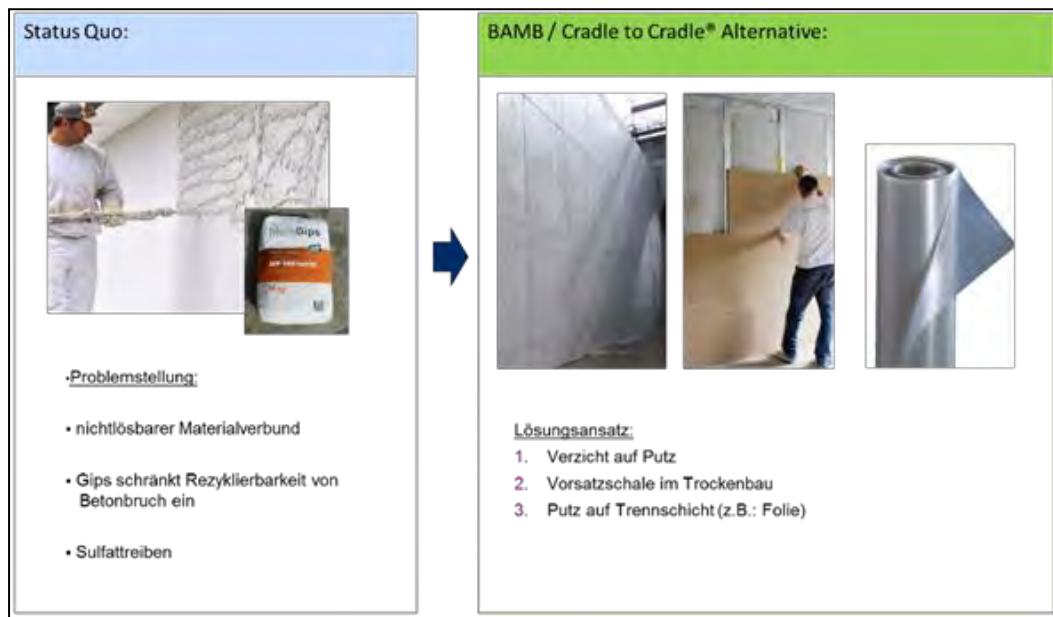 Status Quo:
Gips
•Problemstellung:
• nichtlösbarer Materialverbund
• Gips schränkt Rezyklierbarkeit von
Betonbruch ein
• Sulfattreiben
BAMB / Cradle to Cradle® Alternative:
Lösungsansatz:
1. Verzicht auf Putz
2. Vorsatzschale im Trockenbau
3. Putz auf Trennschicht (z.B.: Folie)